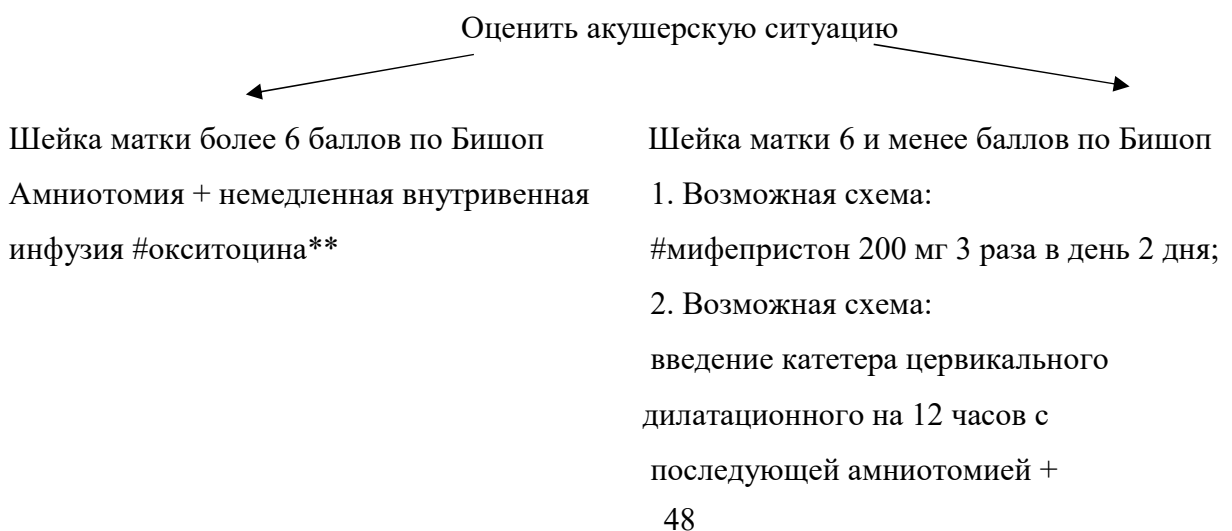 Оценить акушерскую ситуацию
Шейка матки более 6 баллов по Бишоп
Амниотомия + немедленная внутривенная
инфузия #окситоцина**
Шейка матки 6 и менее баллов по Бишоп
1. Возможная схема:
#мифепристон 200 мг 3 раза в день 2 дня;
2. Возможная схема:
введение катетера цервикального
дилатационного на 12 часов с
последующей амниотомией +
48